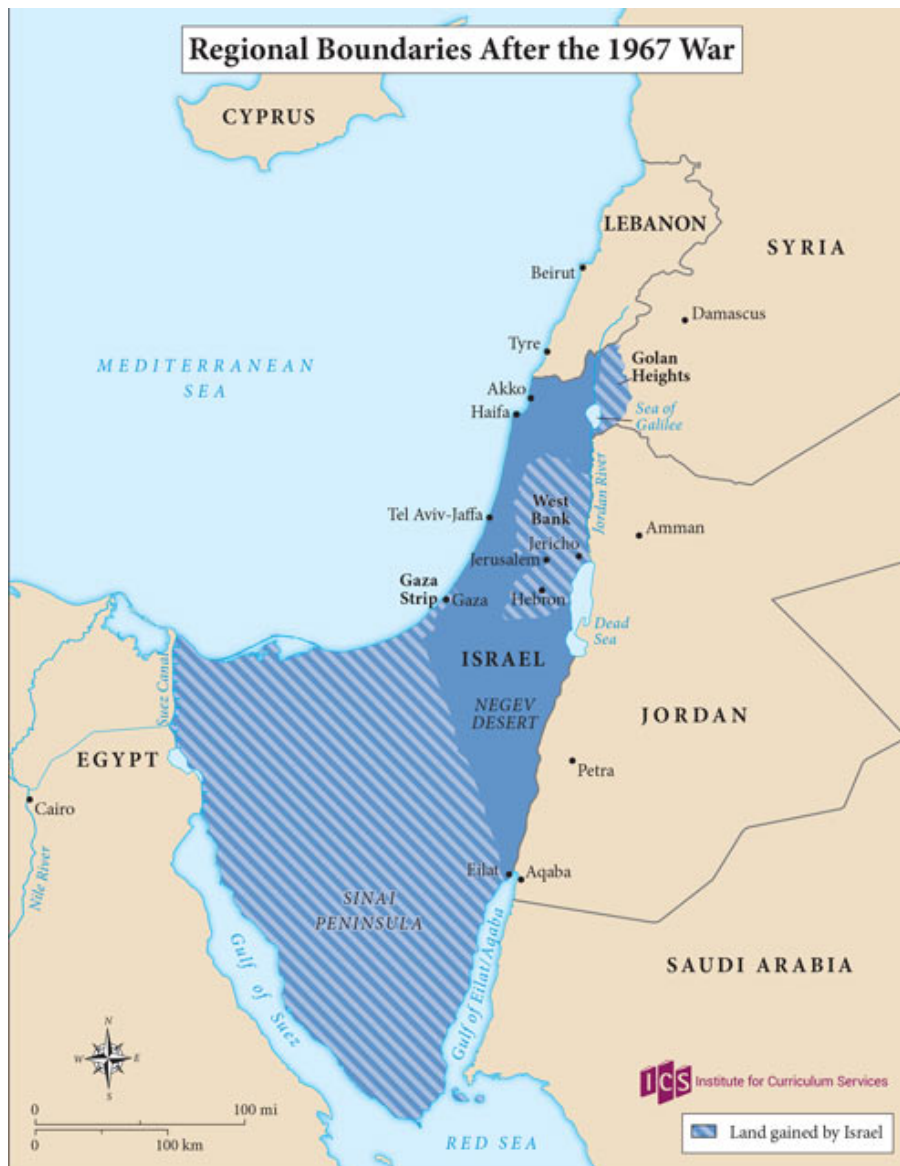 Regional Boundaries After the 1967 War
CYPRUS
LEBANON
SYRIA
Beirut
Damascus
Tyre
MEDITERRANEAN
SEA
Golan
Heights
Akko
Haifa
Sea of
Galilee
Jordan River
West
Bank
Tel Aviv-Jaffa
Amman
Jericho
Jerusalem
Gaza
Strip
Gaza
Hebron
Dead
Sea
ISRAEL
Suez Canal
NEGEV
DESERT
JORDAN
EGYPT
Petra
Cairo
Nile River
Eilat
Aqaba
SINAI
PENINSULA
Gulf of Suez
Gulf of Eilat/Aqaba
SAUDI ARABIA
N
W
E
S
ICS Institute for Curriculum Services
0
100 mi
0
100 km
RED SEA
Land gained by Israel